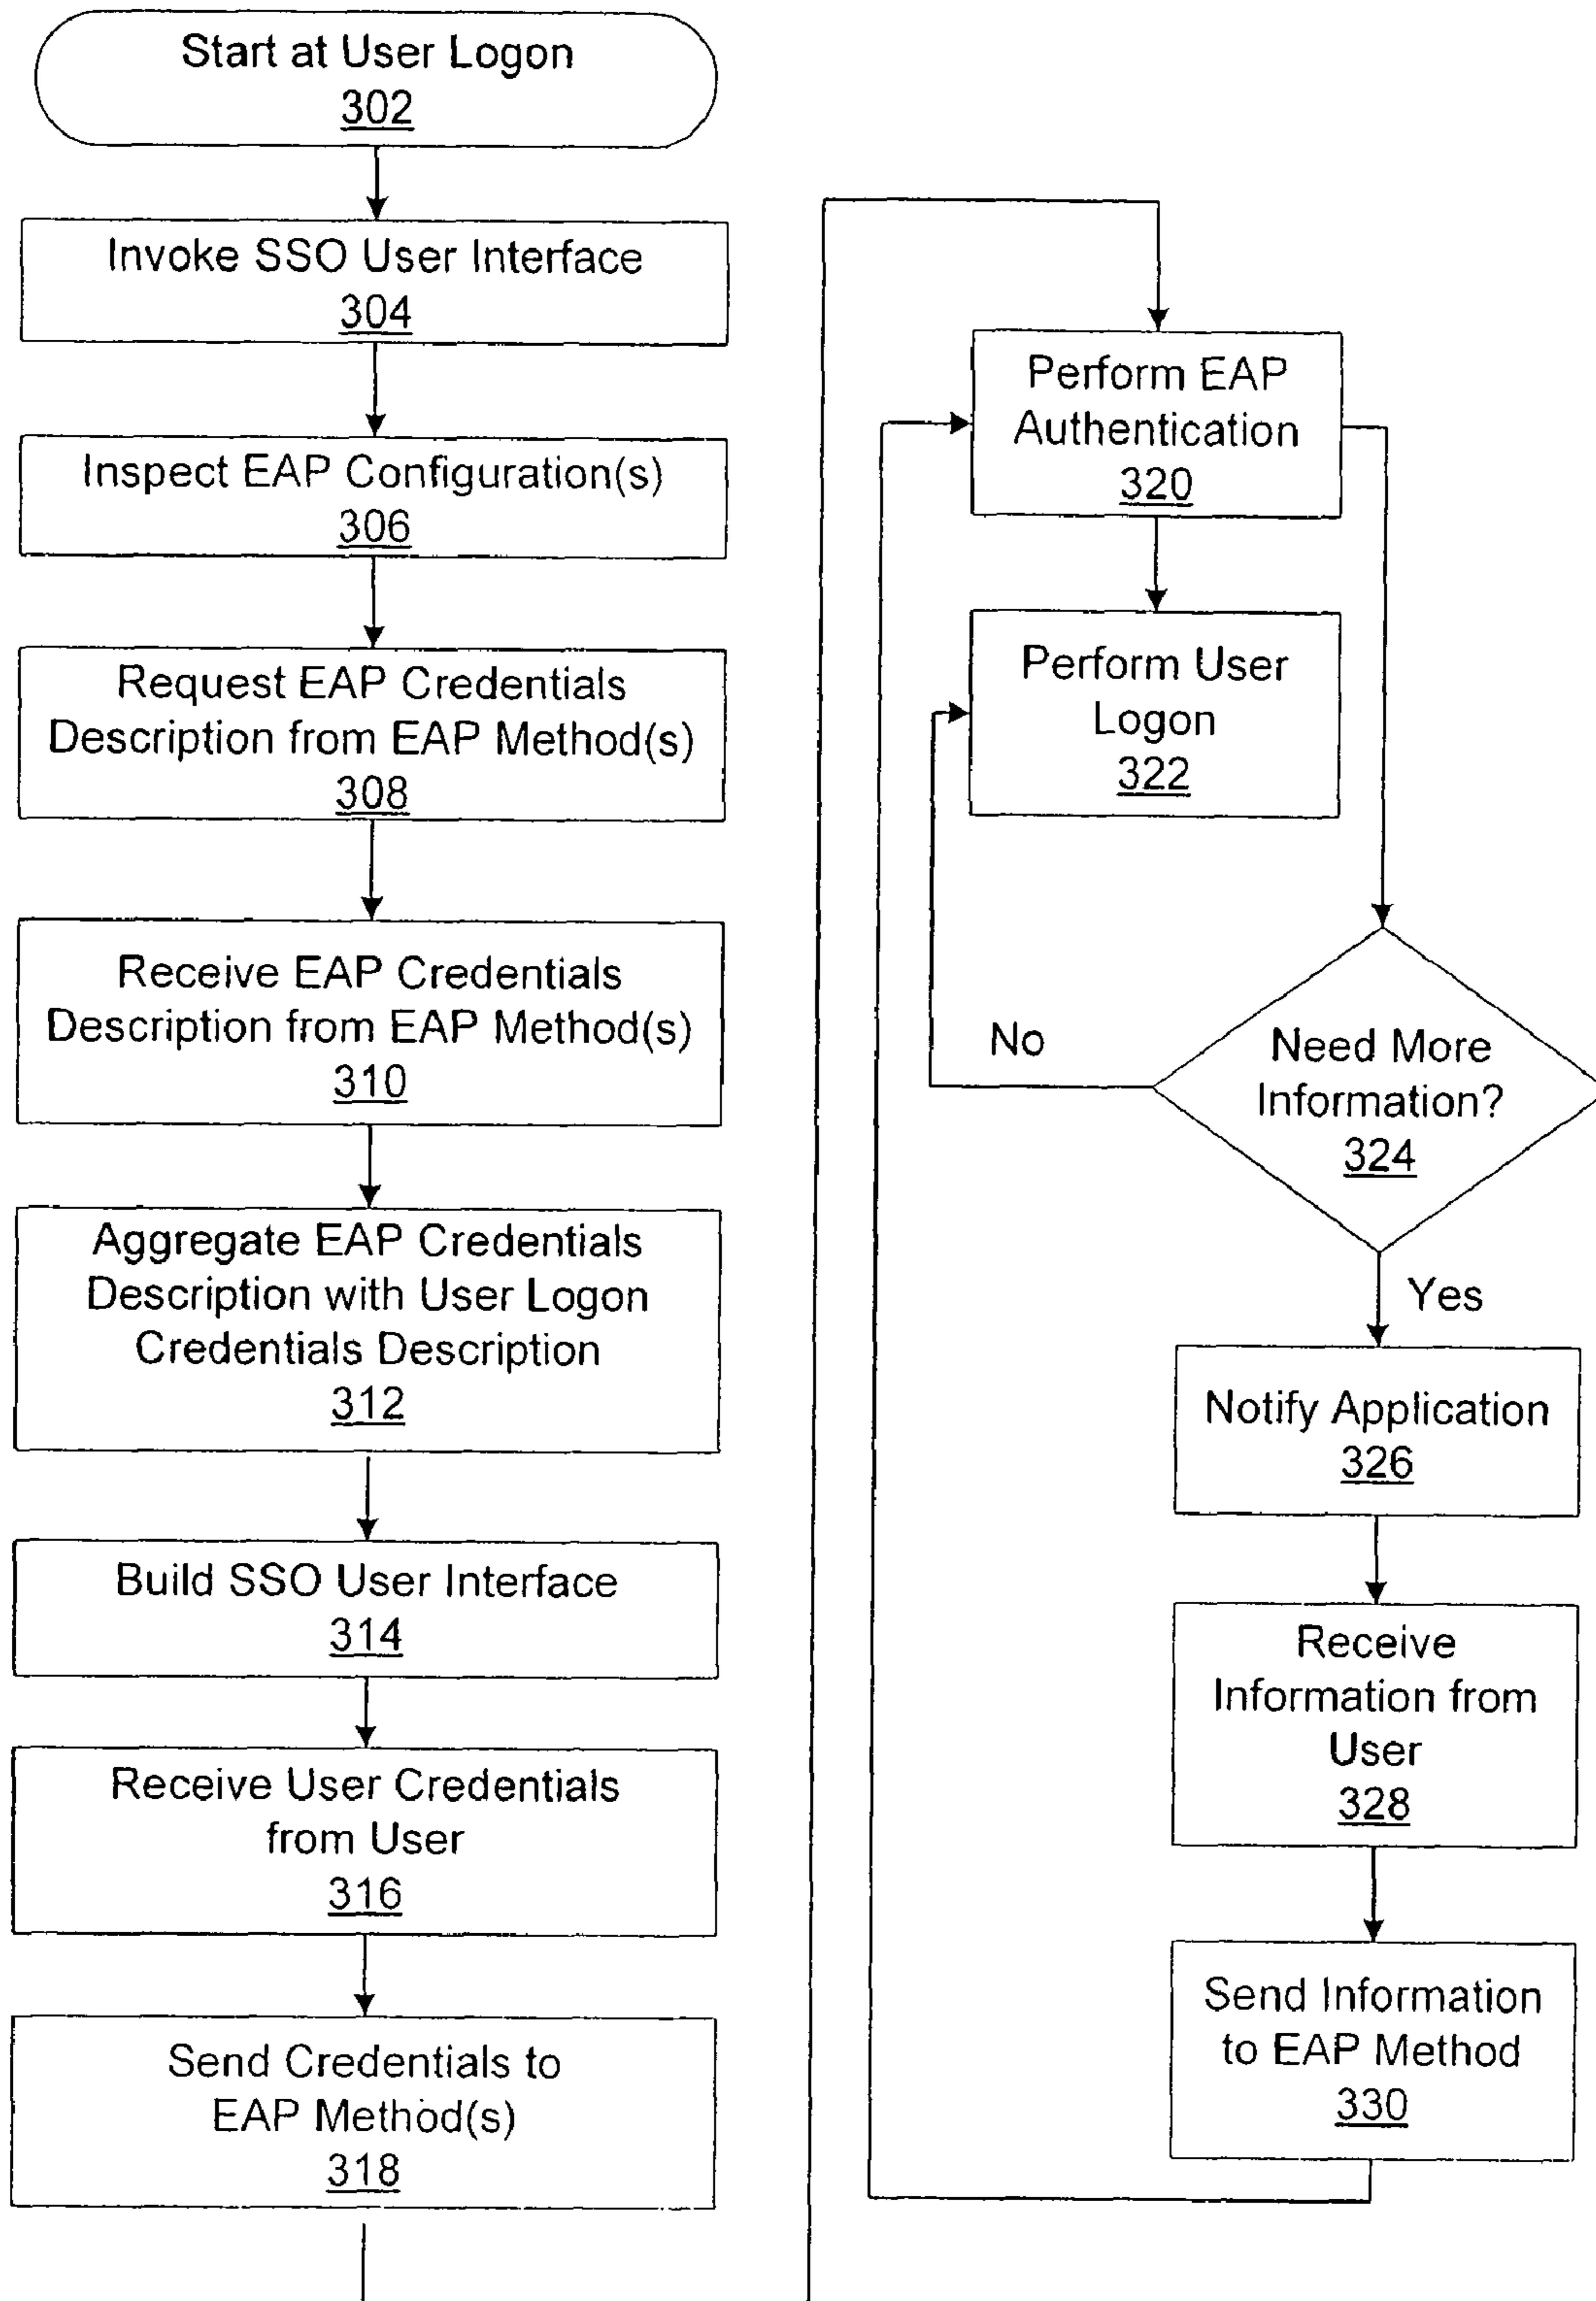 Start at User Logon
302
Invoke SSO User Interface
304
Inspect EAP Configuration(s)
306
Request EAP Credentials
Description from EAP Method(s)
308
Receive EAP Credentials
Description from EAP Method(s)
310
Aggregate EAP Credentials
Description with User Logon
Credentials Description
312
Build SSO User Interface
314
Receive User Credentials
from User
316
Send Credentials to
EAP Method(s)
318
Perform EAP
Authentication
320
Perform User
Logon
322
No
Need More
Information?
324
Yes
Notify Application
326
Receive
Information from
User
328
Send Information
to EAP Method
330